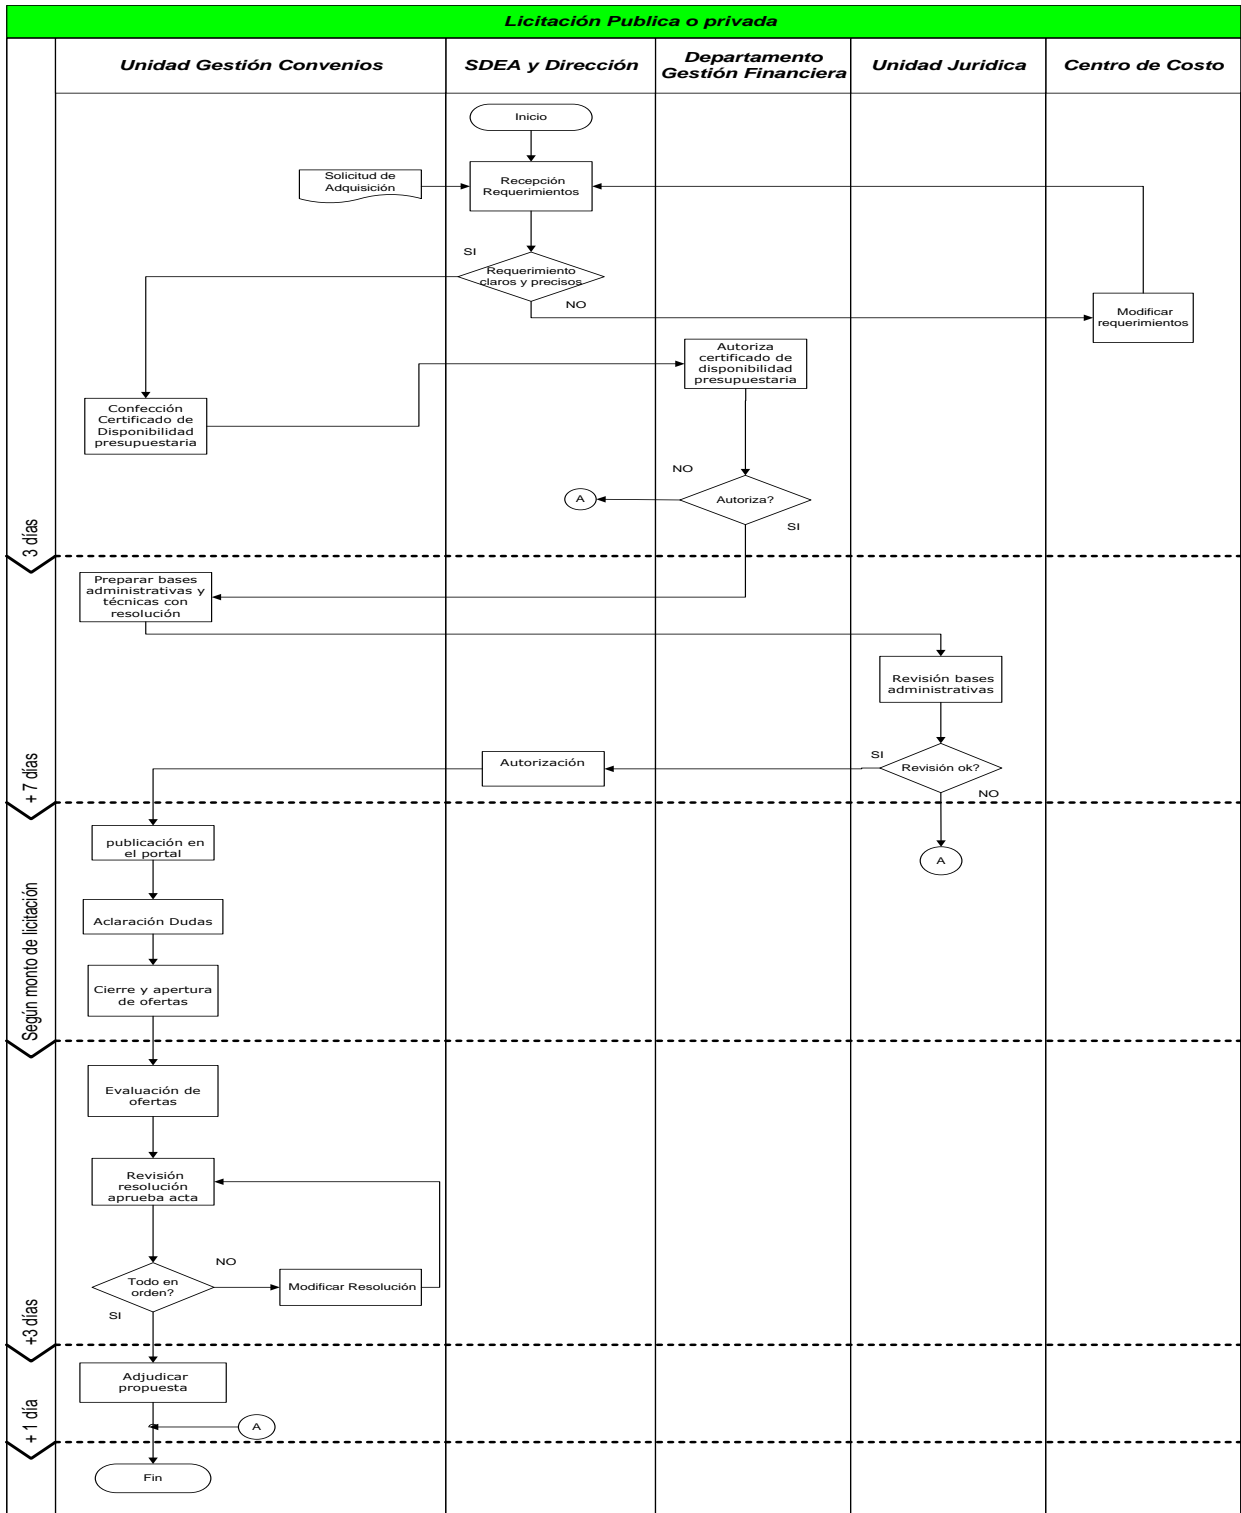 Licitación Publica o privada
Unidad Gestión Convenios
SDEA y Dirección
Departamento
Gestión Financiera
Unidad Juridica
Centro de Costo
Inicio
Solicitud de
Adquisición
Recepción
Requerimientos
SI
Requerimiento
claros y precisos
NO
Modificar
requerimientos
Autoriza
certificado de
disponibilidad
presupuestaria
Confección
Certificado de
Disponibilidad
presupuestaria
NO
A
Autoriza?
SI
3 días
Preparar bases
administrativas y
técnicas con
resolución
Revisión bases
administrativas
Autorización
SI
Revisión ok?
NO
+ 7 días
publicación en
el portal
A
Aclaración Dudas
Cierre y apertura
de ofertas
Según monto de licitación
Evaluación de
ofertas
Revisión
resolución
aprueba acta
NO
Todo en
orden?
Modificar Resolución
SI
+3 días
Adjudicar
propuesta
A
+ 1 día
Fin